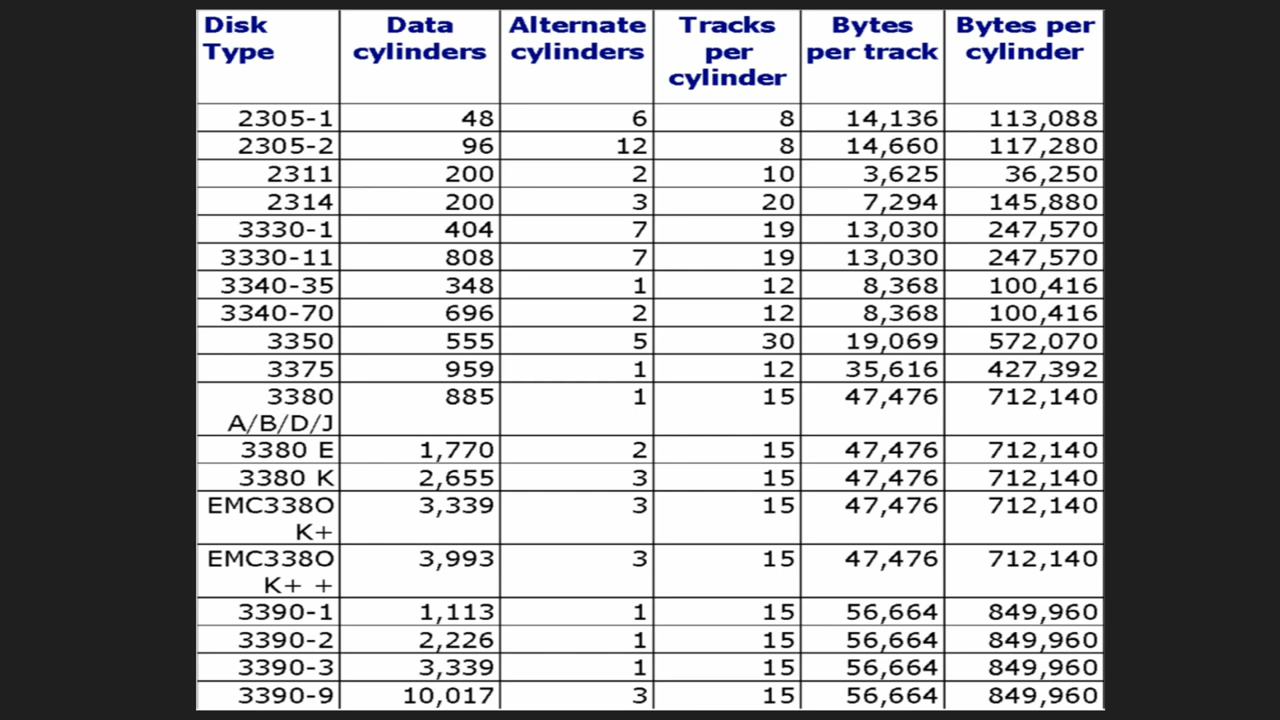 Disk Type Data cylinders Alternate cylinders Tracks per cylinder Bytes per track Bytes per cylinder
2305-1 48 6 8 14,136 113,088
2305-2 96 12 8 14,660 117,280
2311 200 2 10 3,625 36,250
2314 200 3 20 7,294 145,880
3330-1 404 7 19 13,030 247,570
3330-11 808 7 19 13,030 247,570
3340-35 348 1 12 8,368 100,416
3340-70 696 2 12 8,368 100,416
3350 555 5 30 19,069 572,070
3375 959 1 12 35,616 427,392
3380 A/B/D/J 885 1 15 47,476 712,140
3380 E 1,770 2 15 47,476 712,140
3380 K 2,655 3 15 47,476 712,140
EMC338O K+ 3,339 3 15 47,476 712,140
EMC338O K+ + 3,993 3 15 47,476 712,140
3390-1 1,113 1 15 56,664 849,960
3390-2 2,226 1 15 56,664 849,960
3390-3 3,339 1 15 56,664 849,960
3390-9 10,017 3 15 56,664 849,960